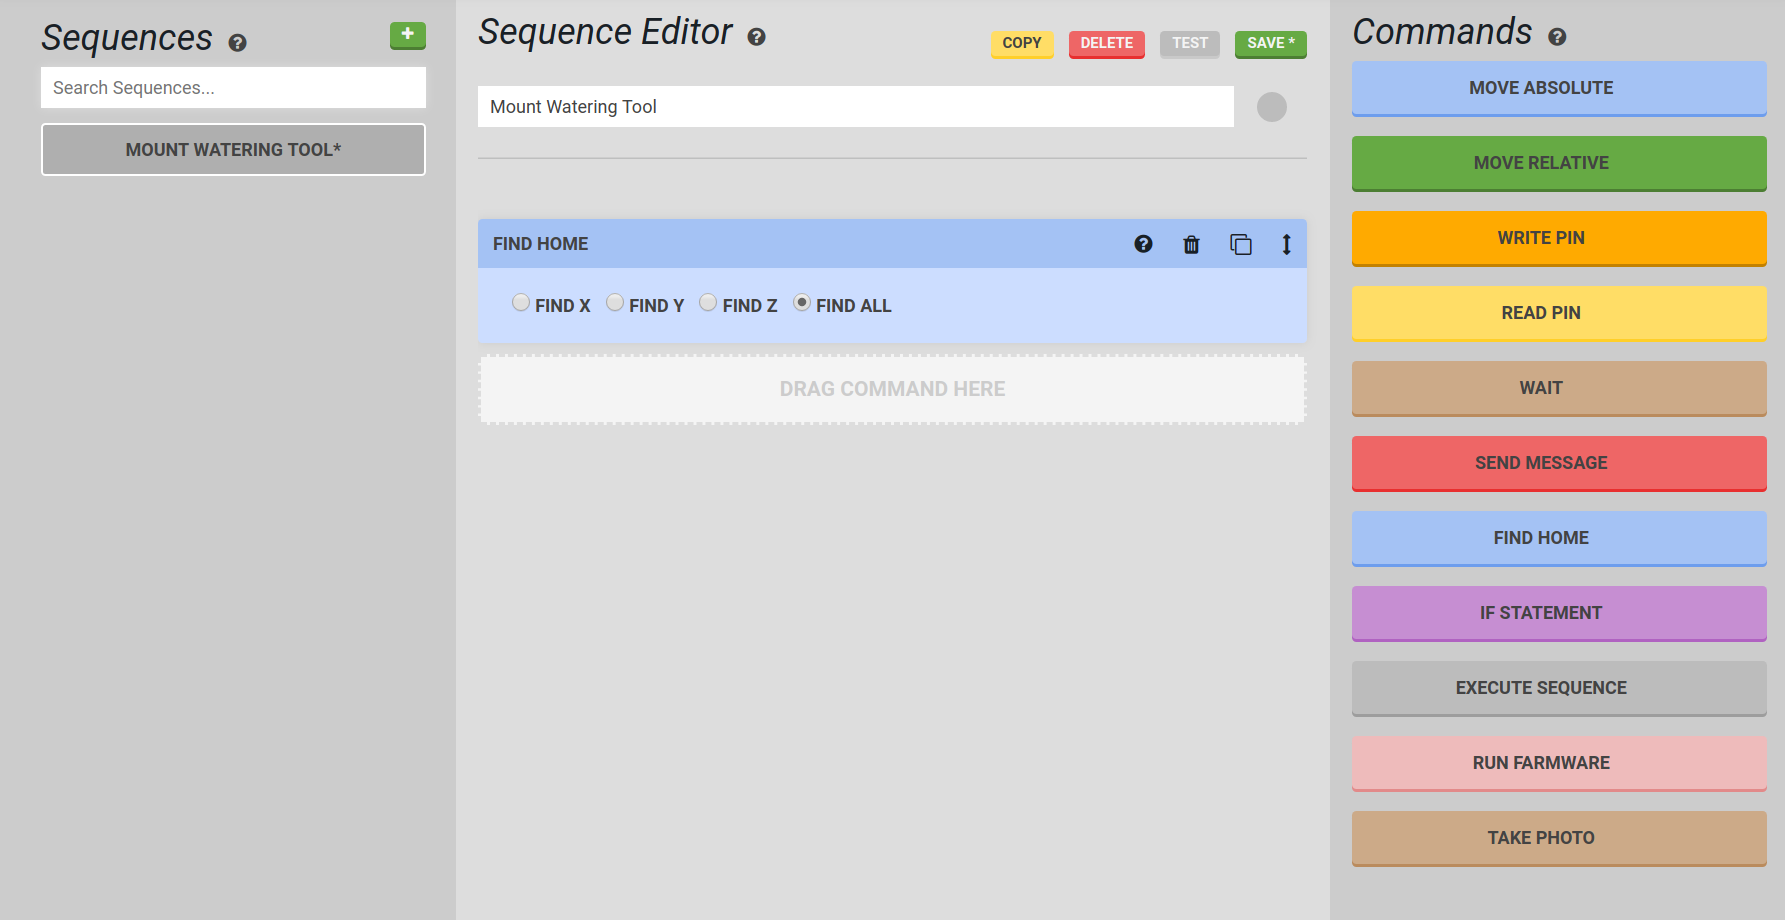 Sequences
Search Sequences...
MOUNT WATERING TOOL*
Sequence Editor
COPY
DELETE
TEST
SAVE *
Mount Watering Tool
FIND HOME
FIND X
FIND Y
FIND Z
FIND ALL
DRAG COMMAND HERE
Commands
MOVE ABSOLUTE
MOVE RELATIVE
WRITE PIN
READ PIN
WAIT
SEND MESSAGE
FIND HOME
IF STATEMENT
EXECUTE SEQUENCE
RUN FARMWARE
TAKE PHOTO